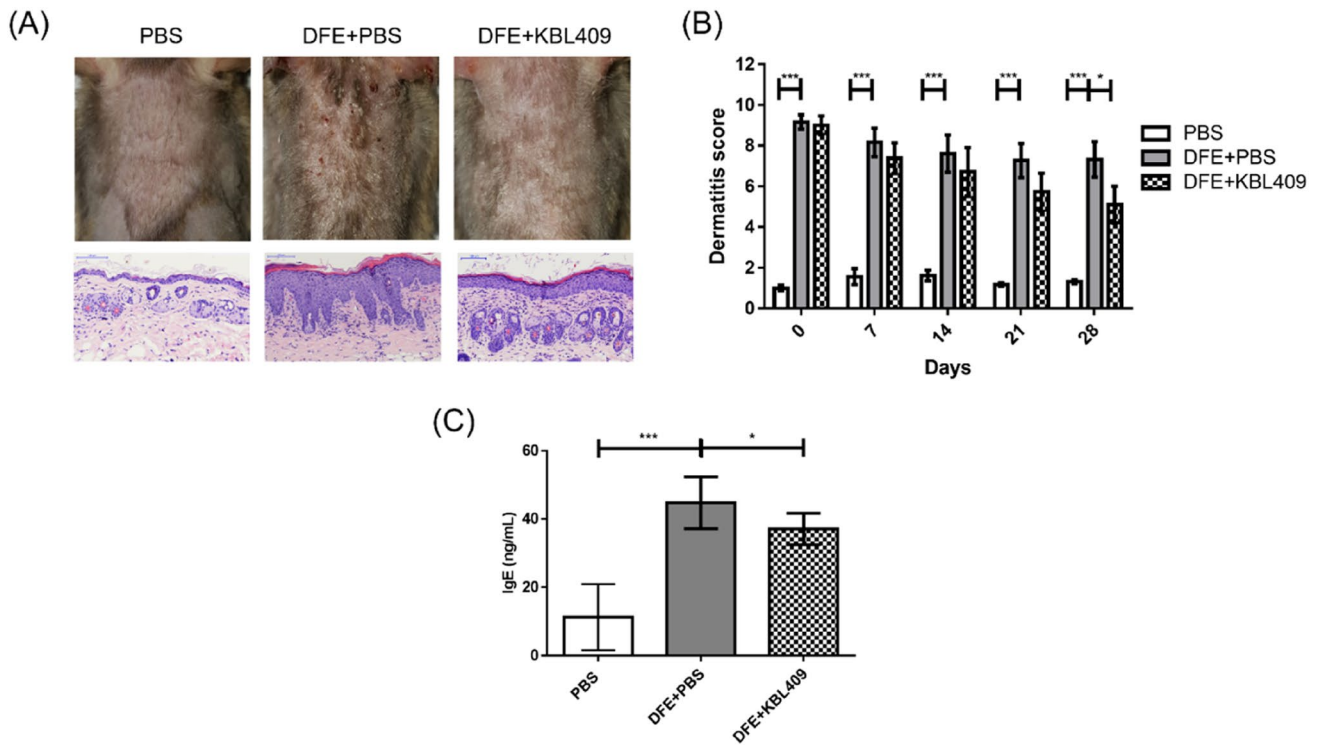 (A)
PBS
DFE+PBS
DFE+KBL409
(B)
Dermatitis score
12
10
8
6
4
2
0
***
***
***
***
***
*
0
7
14
21
28
Days
PBS
DFE+PBS
DFE+KBL409
(C)
IgE (ng/mL)
60
40
20
0
***
*
PBS
DFE+PBS
DFE+KBL409